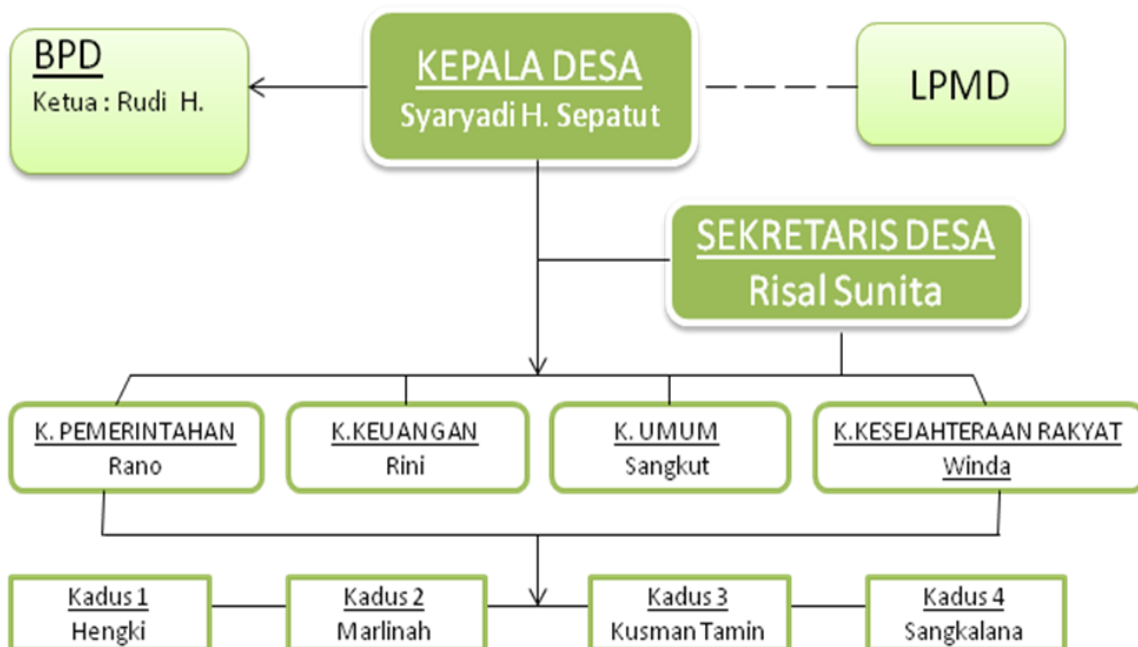 BPD
Ketua : Rudi H.
KEPALA DESA
Syaryadi H. Sepatut
LPMD
SEKRETARIS DESA
Risal Sunita
K. PEMERINTAHAN
Rano
K.KEUANGAN
Rini
K. UMUM
Sangkut
K.KESEJAHTERAAN RAKYAT
Winda
Kadus 1
Hengki
Kadus 2
Marlinah
Kadus 3
Kusman Tamin
Kadus 4
Sangkalana